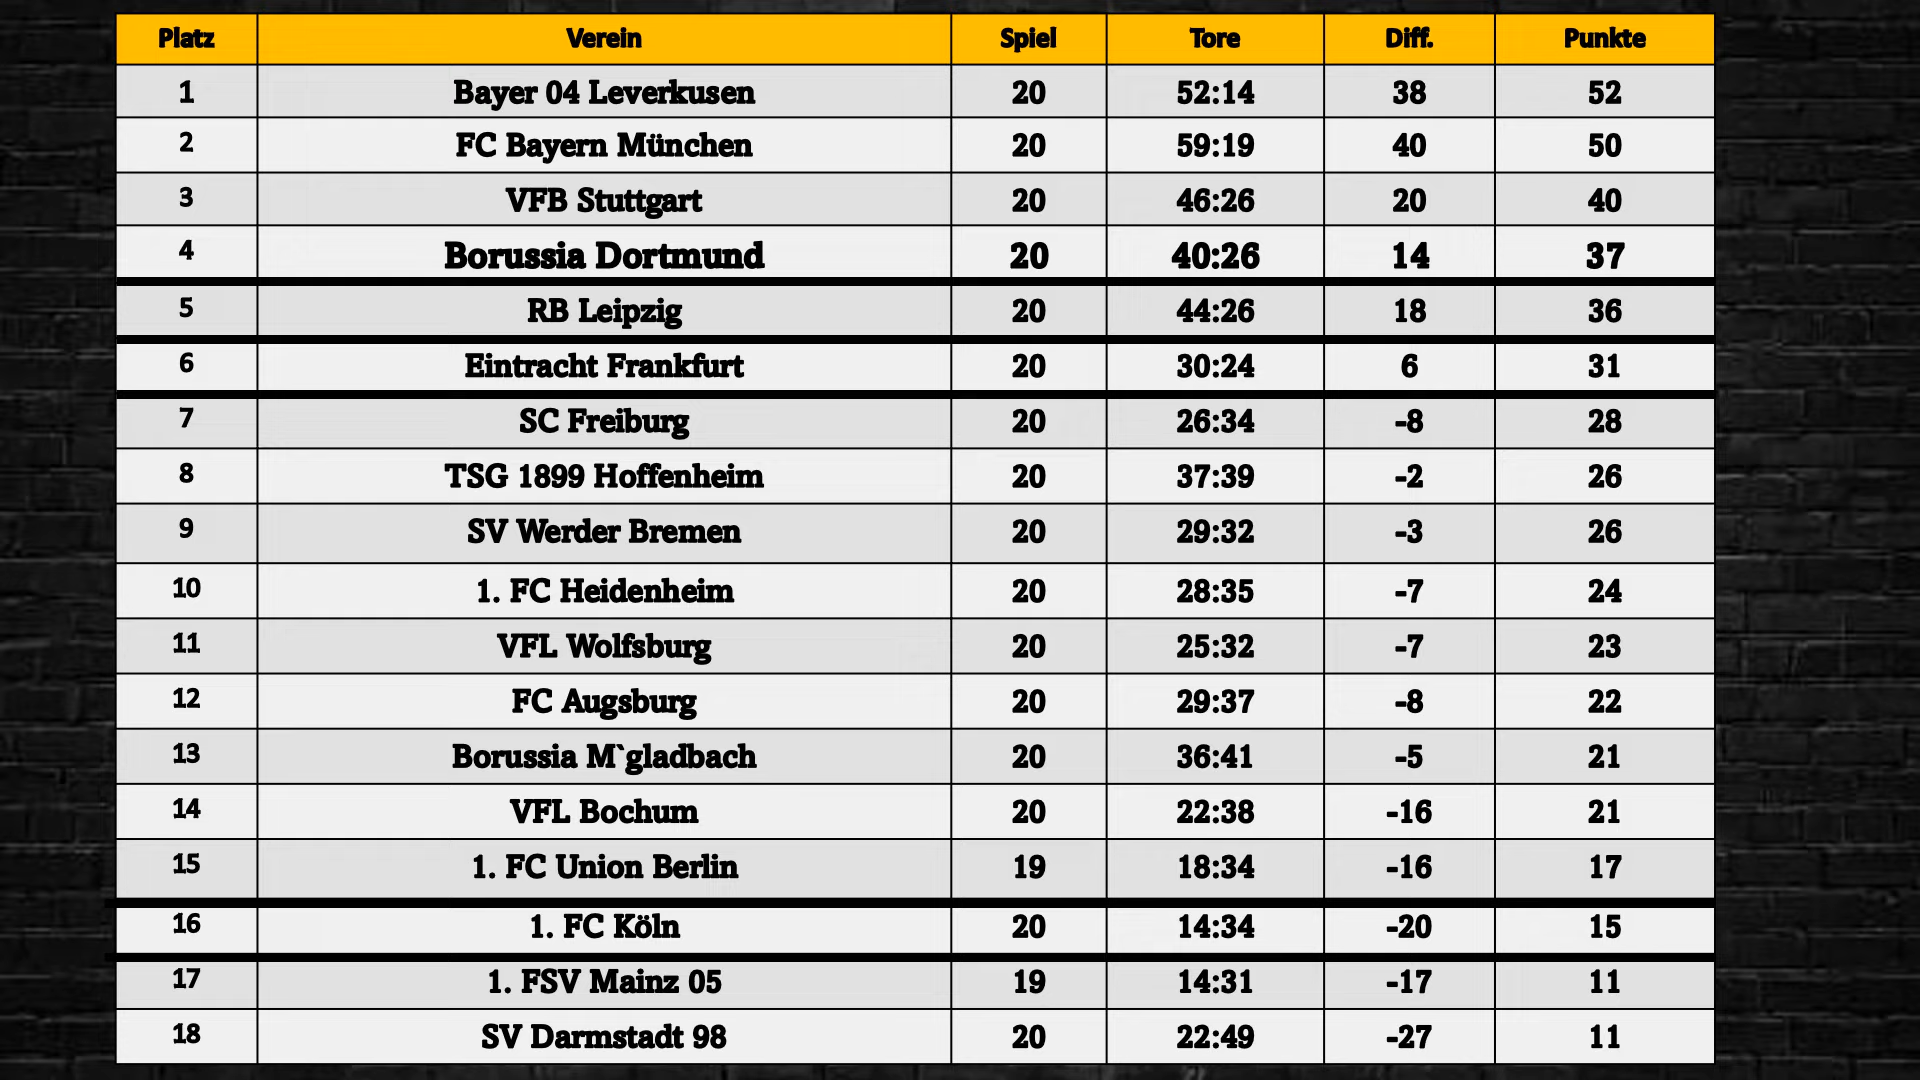 Platz Verein Spiel Tore Diff. Punkte
1 Bayer 04 Leverkusen 20 52:14 38 52
2 FC Bayern München 20 59:19 40 50
3 VFB Stuttgart 20 46:26 20 40
4 Borussia Dortmund 20 40:26 14 37
5 RB Leipzig 20 44:26 18 36
6 Eintracht Frankfurt 20 30:24 6 31
7 SC Freiburg 20 26:34 -8 28
8 TSG 1899 Hoffenheim 20 37:39 -2 26
9 SV Werder Bremen 20 29:32 -3 26
10 1. FC Heidenheim 20 28:35 -7 24
11 VFL Wolfsburg 20 25:32 -7 23
12 FC Augsburg 20 29:37 -8 22
13 Borussia M`gladbach 20 36:41 -5 21
14 VFL Bochum 20 22:38 -16 21
15 1. FC Union Berlin 19 18:34 -16 17
16 1. FC Köln 20 14:34 -20 15
17 1. FSV Mainz 05 19 14:31 -17 11
18 SV Darmstadt 98 20 22:49 -27 11